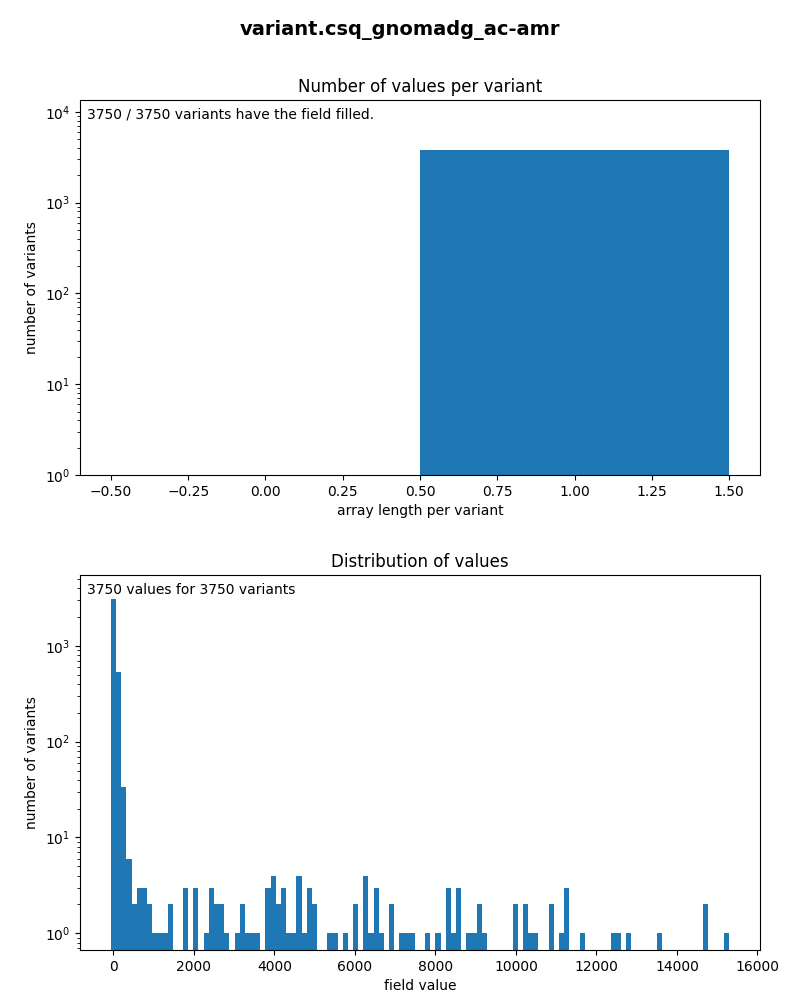 variant.csq_gnomadg_ac-amr
Number of values per variant
3750 / 3750 variants have the field filled.
number of variants
10⁴
10³
10²
10¹
10⁰
−0.50 −0.25 0.00 0.25 0.50 0.75 1.00 1.25 1.50
array length per variant
Distribution of values
3750 values for 3750 variants
number of variants
10³
10²
10¹
10⁰
0 2000 4000 6000 8000 10000 12000 14000 16000
field value